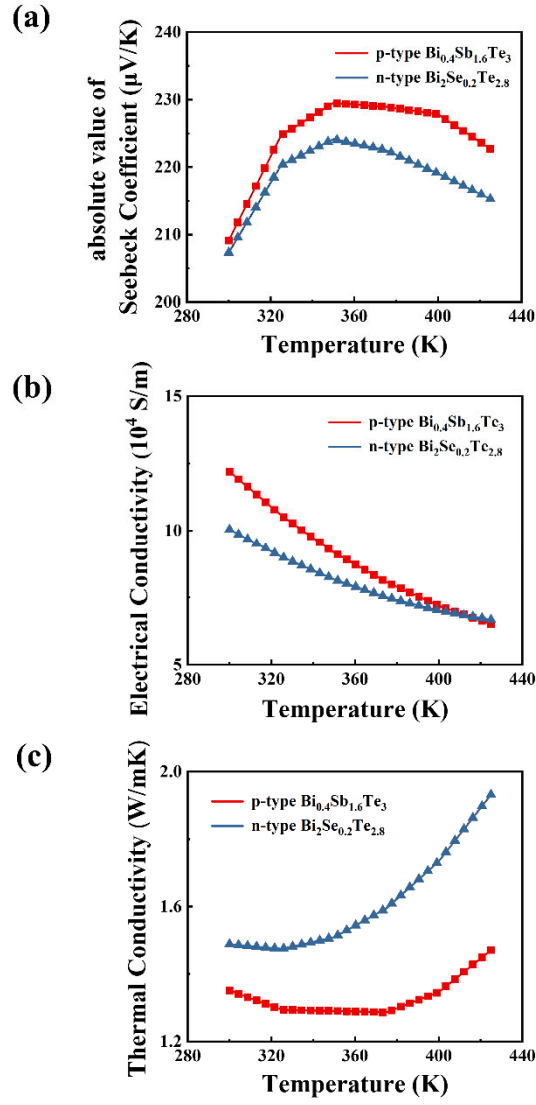 (a)
absolute value of
Seebeck Coefficient (μV/K)
240
230
220
210
200
p-type Bi₀.₄Sb₁.₆Te₃
n-type Bi₂Se₀.₂Te₂.₈
280 320 360 400 440
Temperature (K)
(b)
Electrical Conductivity (10⁴ S/m)
15
10
5
p-type Bi₀.₄Sb₁.₆Te₃
n-type Bi₂Se₀.₂Te₂.₈
280 320 360 400 440
Temperature (K)
(c)
Thermal Conductivity (W/mK)
2.0
1.6
1.2
p-type Bi₀.₄Sb₁.₆Te₃
n-type Bi₂Se₀.₂Te₂.₈
280 320 360 400 440
Temperature (K)